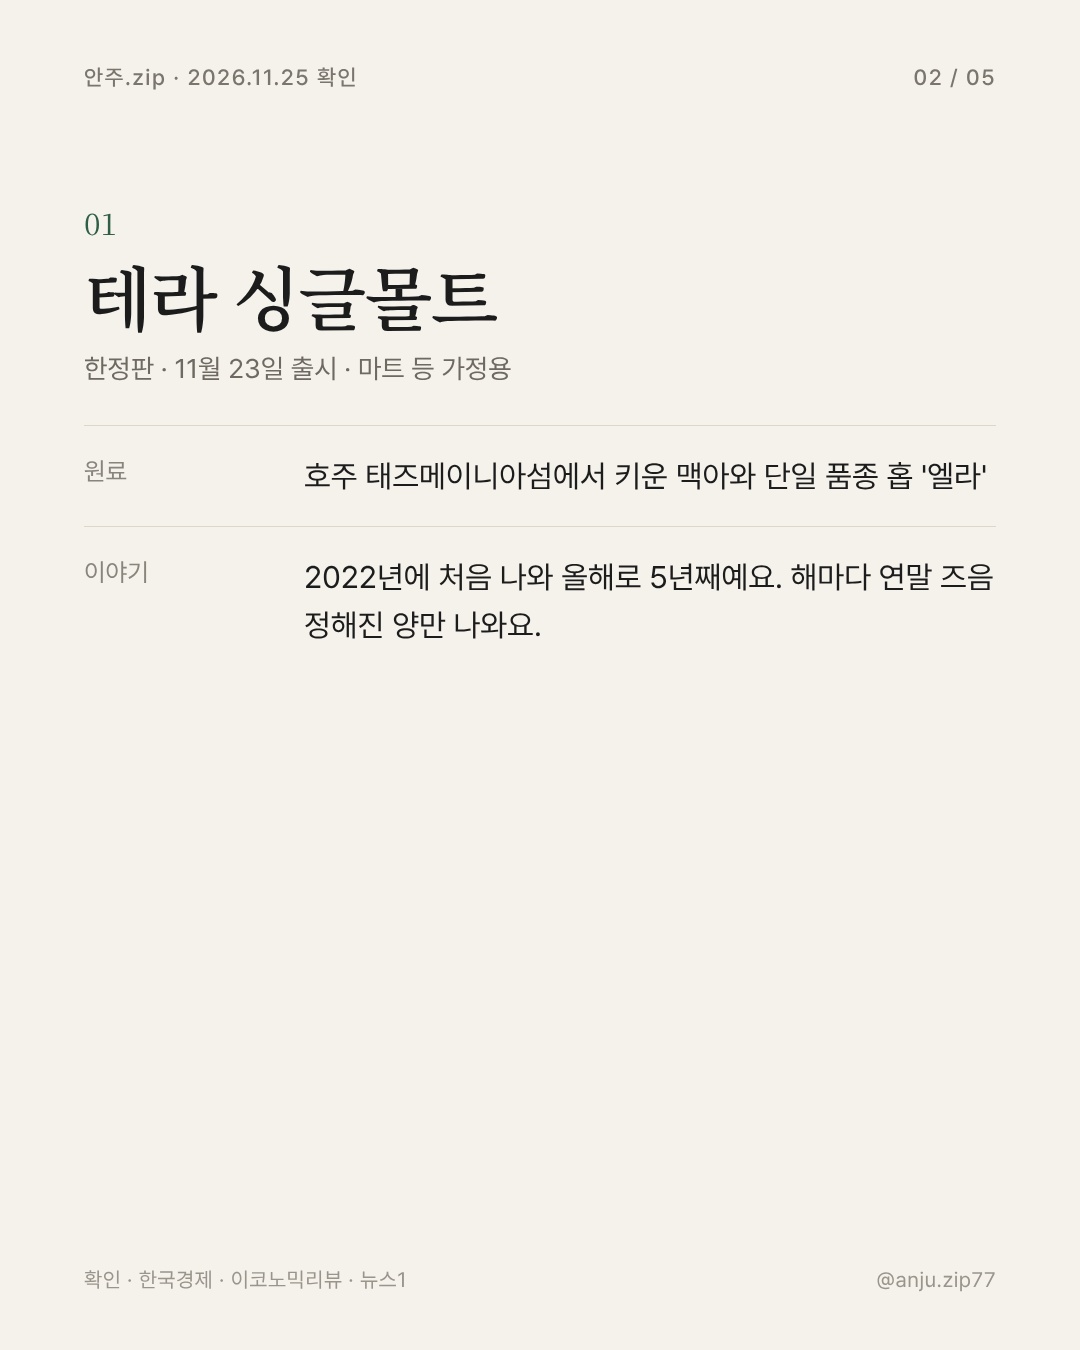 안주.zip · 2026.11.25 확인
02 / 05
01
테라 싱글몰트
한정판 · 11월 23일 출시 · 마트 등 가정용
원료
호주 태즈메이니아섬에서 키운 맥아와 단일 품종 홉 '엘라'
이야기
2022년에 처음 나와 올해로 5년째예요. 해마다 연말 즈음
정해진 양만 나와요.
확인 · 한국경제 · 이코노믹리뷰 · 뉴스1
@anju.zip77